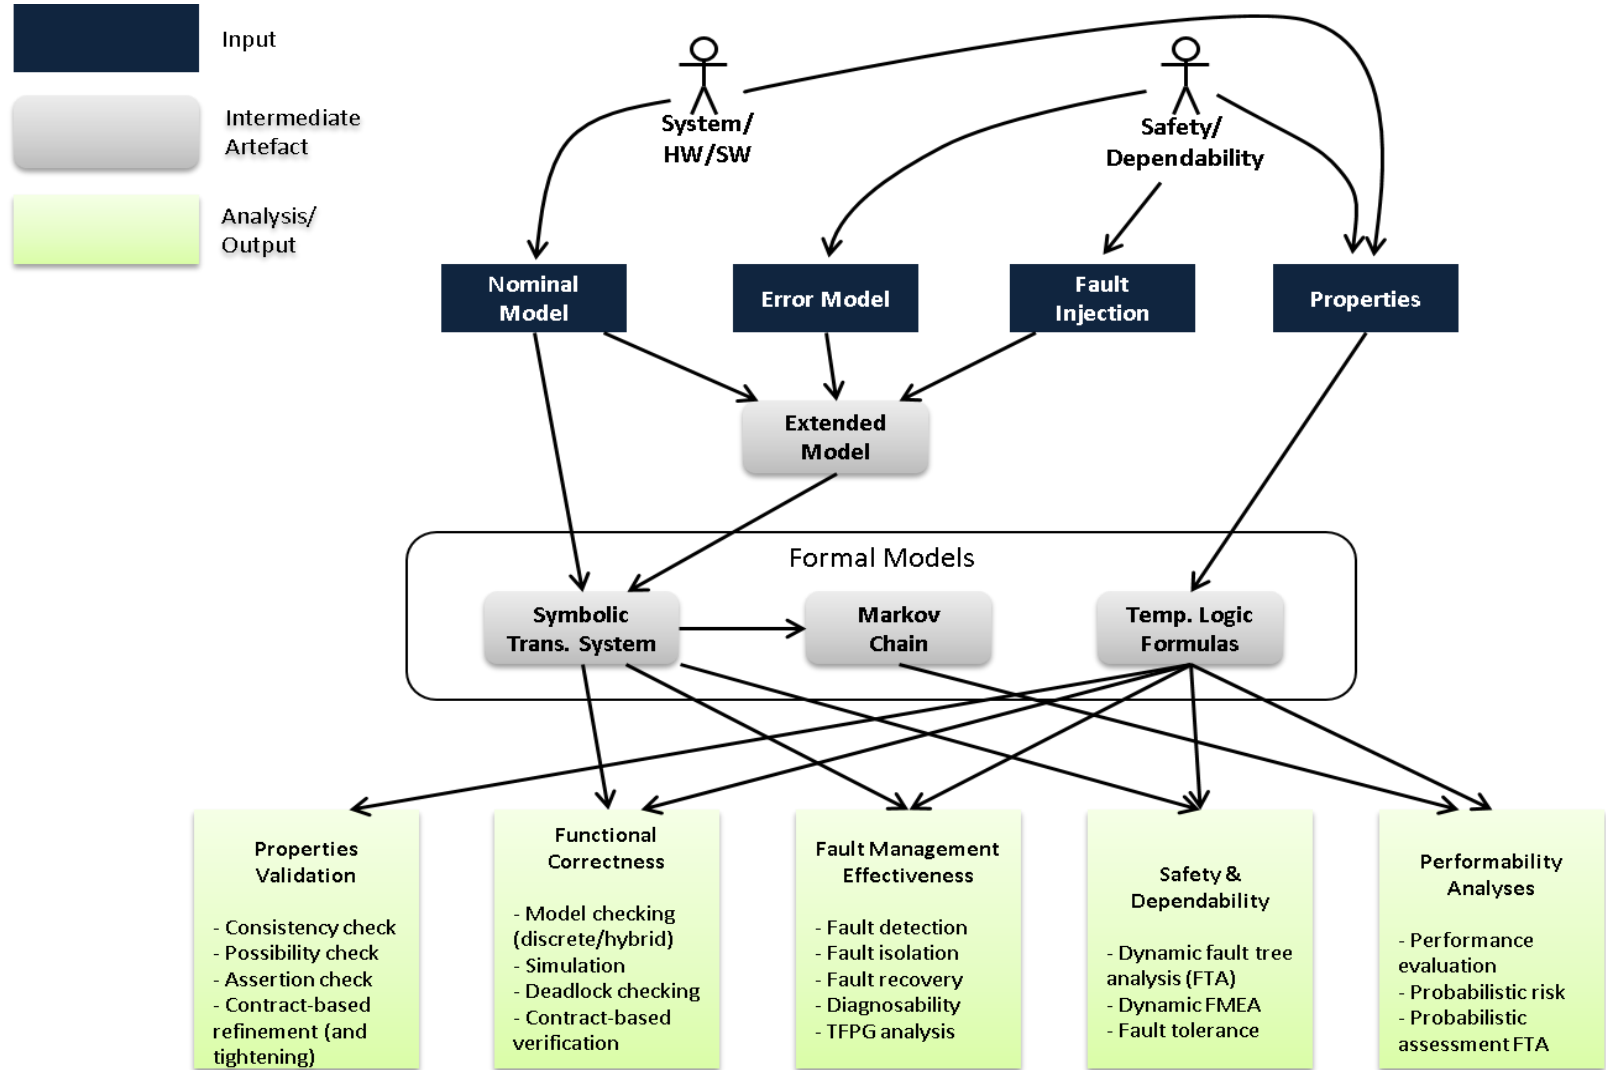 Input
Intermediate
Artefact
Analysis/
Output
System/
HW/SW
Safety/
Dependability
Nominal
Model
Error Model
Fault
Injection
Properties
Extended
Model
Formal Models
Symbolic
Trans. System
Markov
Chain
Temp. Logic
Formulas
Properties
Validation
- Consistency check
- Possibility check
- Assertion check
- Contract-based
refinement (and
tightening)
Functional
Correctness
- Model checking
(discrete/hybrid)
- Simulation
- Deadlock checking
- Contract-based
verification
Fault Management
Effectiveness
- Fault detection
- Fault isolation
- Fault recovery
- Diagnosability
- TFPG analysis
Safety &
Dependability
- Dynamic fault tree
analysis (FTA)
- Dynamic FMEA
- Fault tolerance
Performability
Analyses
- Performance
evaluation
- Probabilistic risk
- Probabilistic
assessment FTA